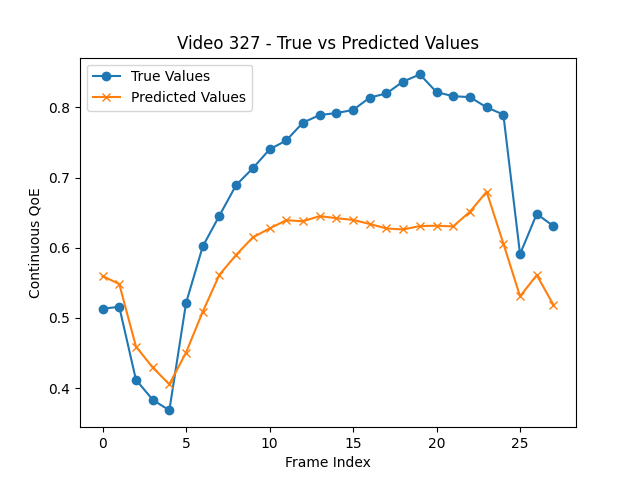 Video 327 - True vs Predicted Values
True Values
Predicted Values
Continuous QoE
0.8
0.7
0.6
0.5
0.4
0 5 10 15 20 25
Frame Index